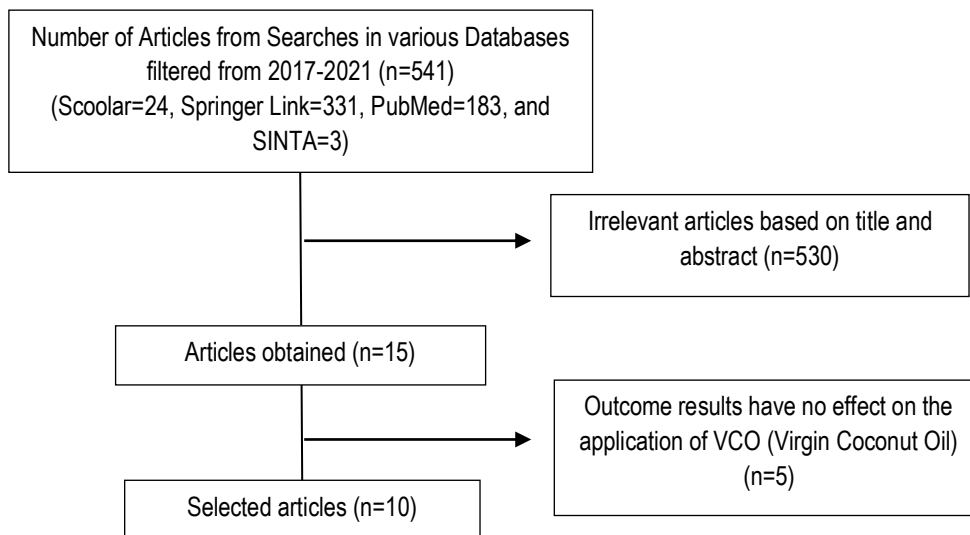 Number of Articles from Searches in various Databases
filtered from 2017-2021 (n=541)
(Scoolar=24, Springer Link=331, PubMed=183, and
SINTA=3)
Irrelevant articles based on title and
abstract (n=530)
Articles obtained (n=15)
Outcome results have no effect on the
application of VCO (Virgin Coconut Oil)
(n=5)
Selected articles (n=10)